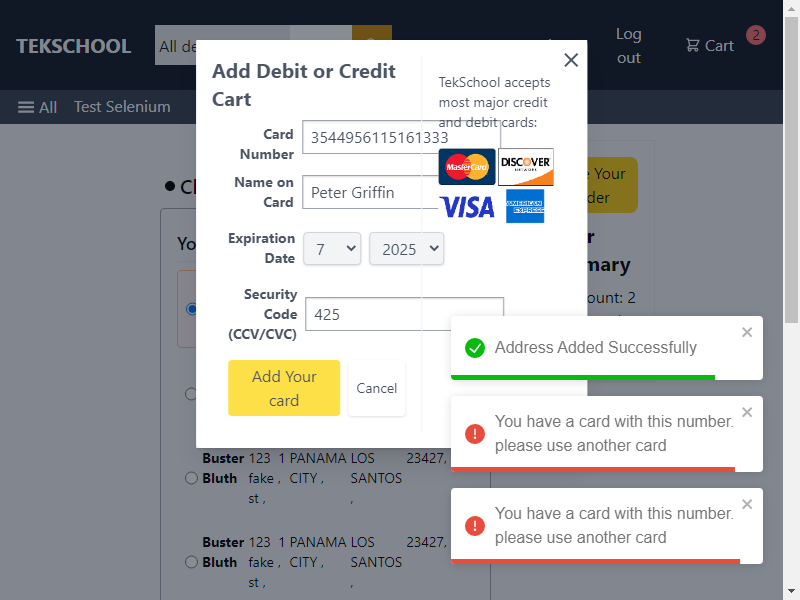 TEKSCHOOL
All de
Log
out
Cart
2
All
Test Selenium
Add Debit or Credit
Cart
TekSchool accepts
most major credit
and debit cards:
Card
Number
3544956115161333
MasterCard
DISCOVER
NETWORK
Name on
Card
Peter Griffin
VISA
AMERICAN
EXPRESS
Expiration
Date
7
2025
Security
Code
(CCV/CVC)
425
Add Your
card
Cancel
Yo
e Your
der
r
mary
ount: 2
Address Added Successfully
You have a card with this number.
please use another card
You have a card with this number.
please use another card
Buster
Bluth
123
fake ,
st ,
1 PANAMA
CITY ,
LOS
SANTOS
,
23427,
Buster
Bluth
123
fake ,
st ,
1 PANAMA
CITY ,
LOS
SANTOS
,
23427,